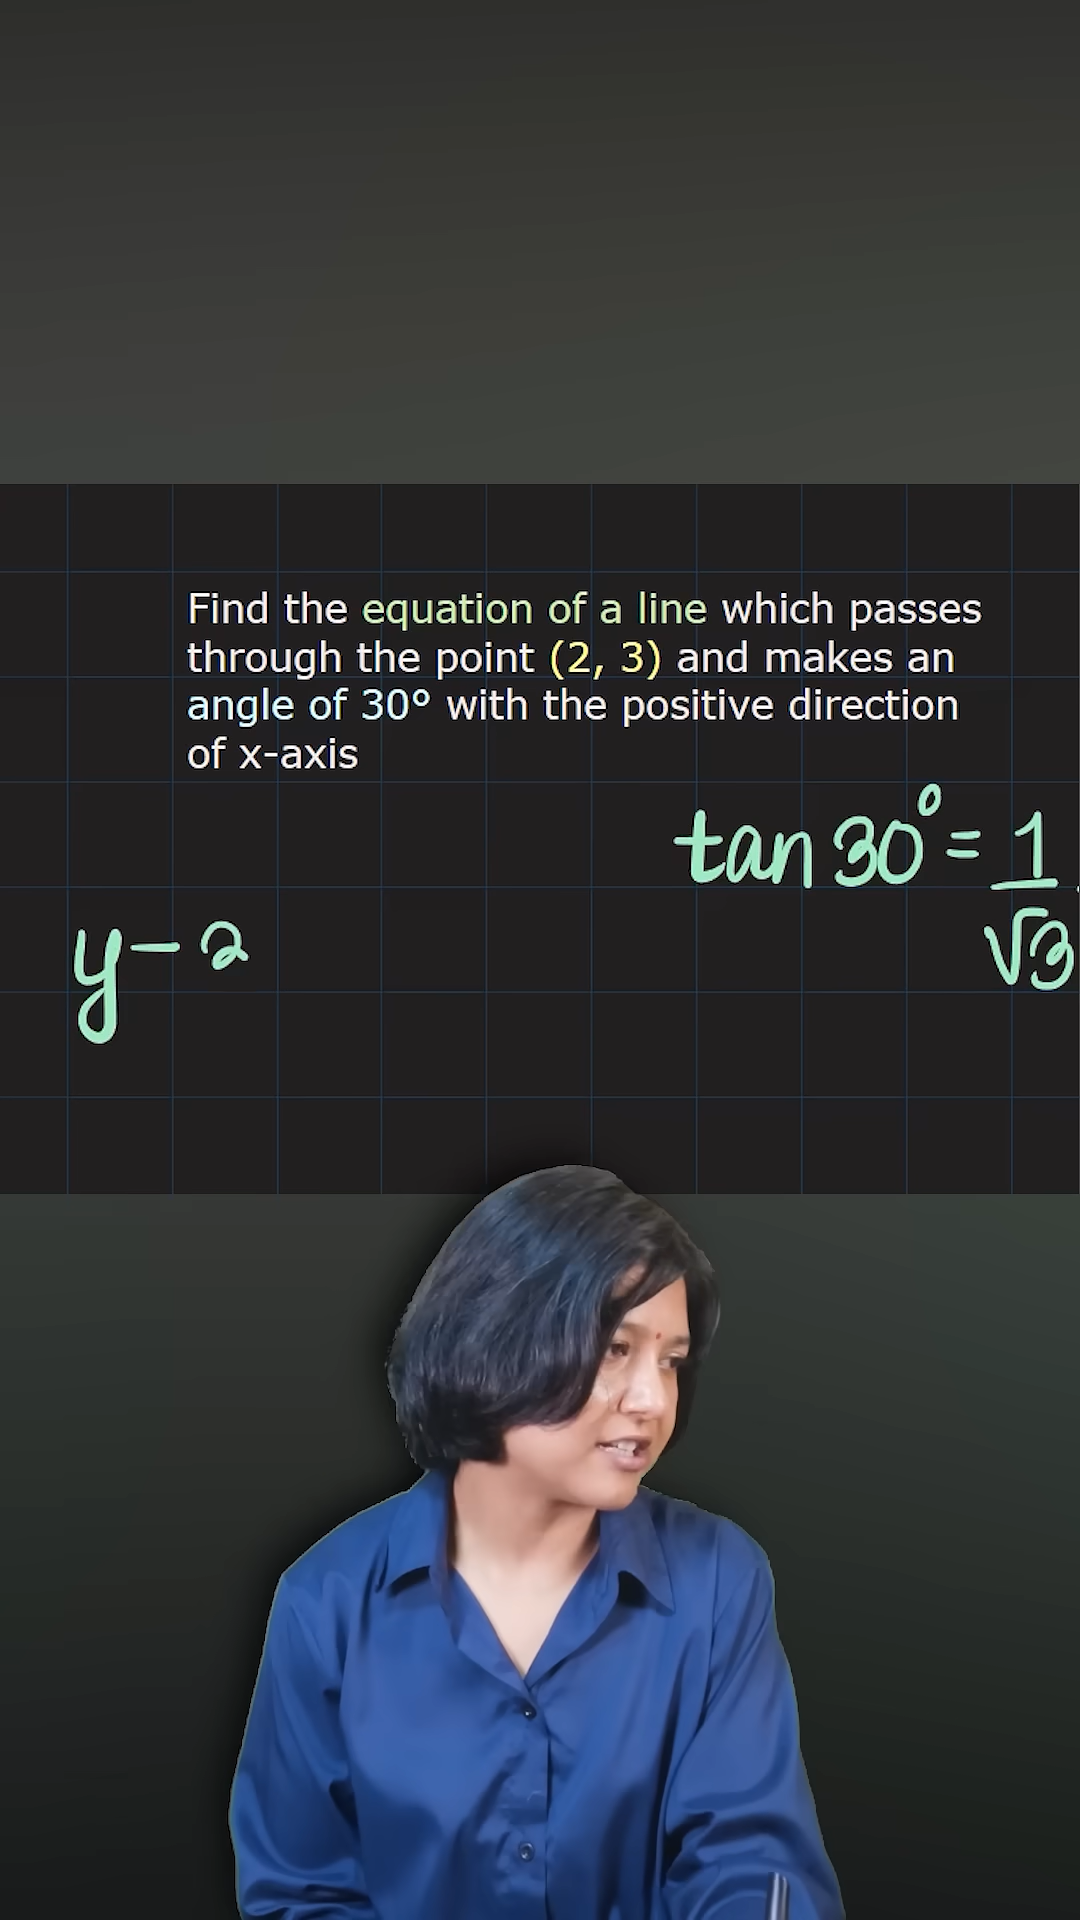 Find the equation of a line which passes
through the point (2, 3) and makes an
angle of 30° with the positive direction
of x-axis
tan 30° = 1
√3
y - 2